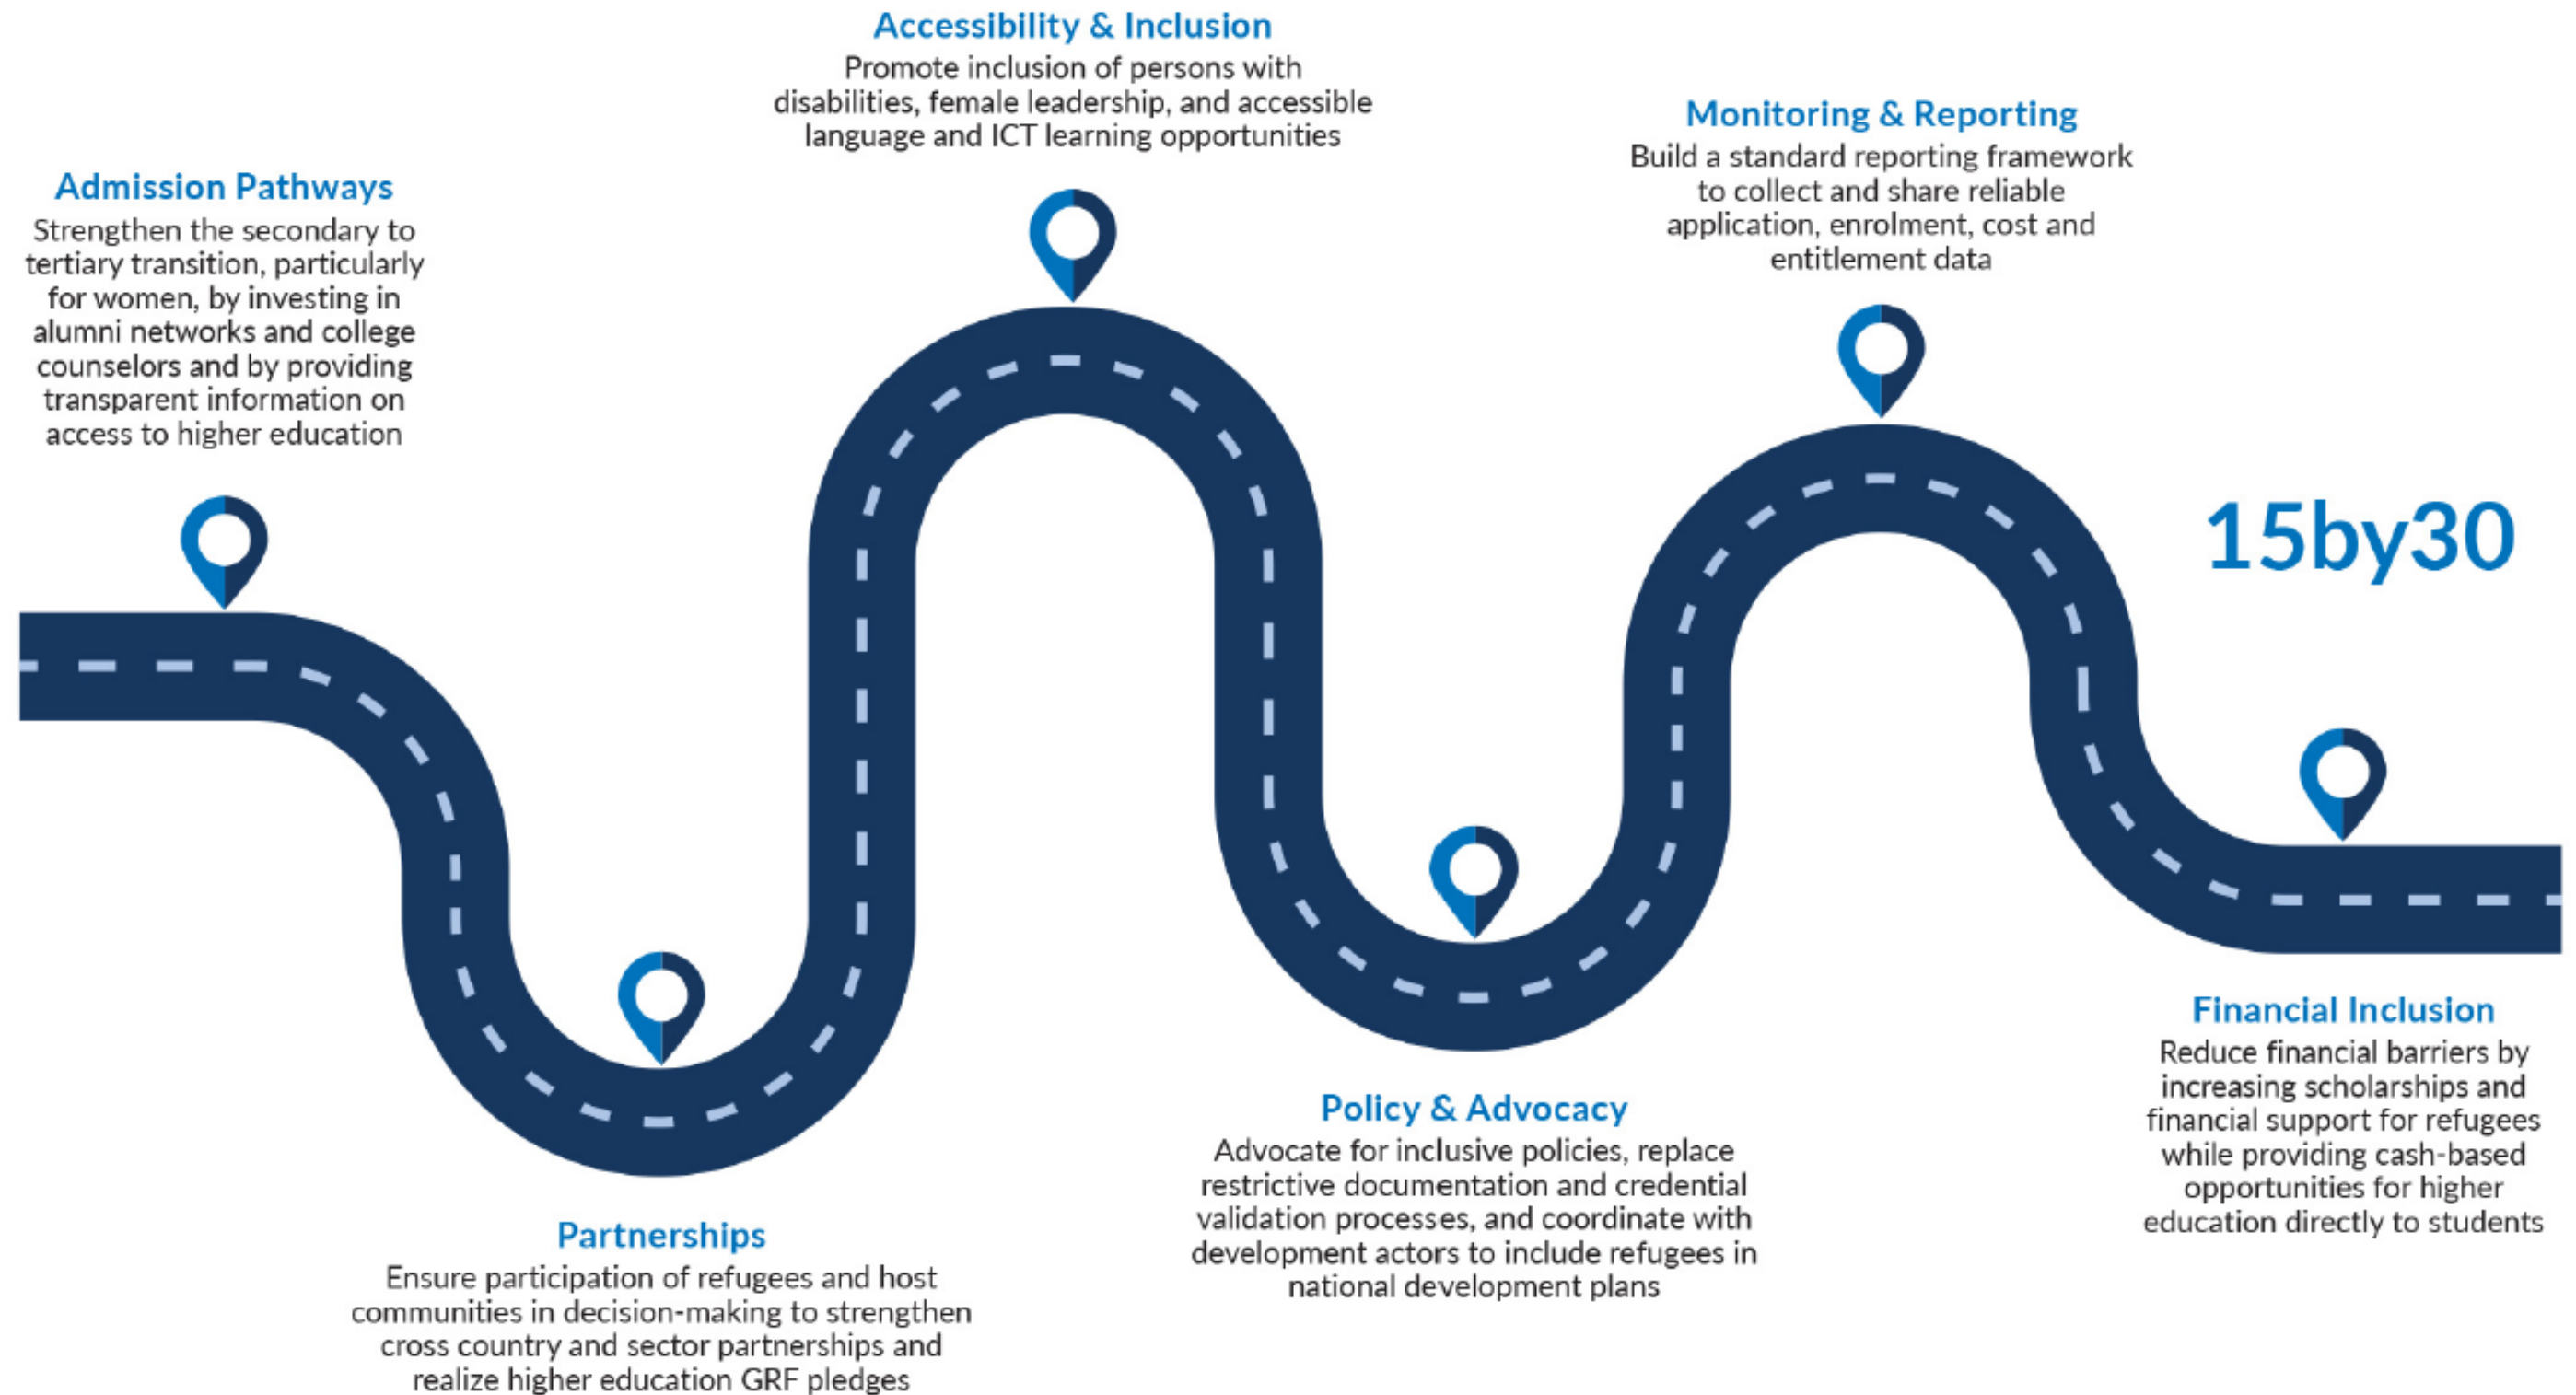 Admission Pathways
Strengthen the secondary to
tertiary transition, particularly
for women, by investing in
alumni networks and college
counselors and by providing
transparent information on
access to higher education
Partnerships
Ensure participation of refugees and host
communities in decision-making to strengthen
cross country and sector partnerships and
realize higher education GRF pledges
Accessibility & Inclusion
Promote inclusion of persons with
disabilities, female leadership, and accessible
language and ICT learning opportunities
Policy & Advocacy
Advocate for inclusive policies, replace
restrictive documentation and credential
validation processes, and coordinate with
development actors to include refugees in
national development plans
Monitoring & Reporting
Build a standard reporting framework
to collect and share reliable
application, enrolment, cost and
entitlement data
15by30
Financial Inclusion
Reduce financial barriers by
increasing scholarships and
financial support for refugees
while providing cash-based
opportunities for higher
education directly to students